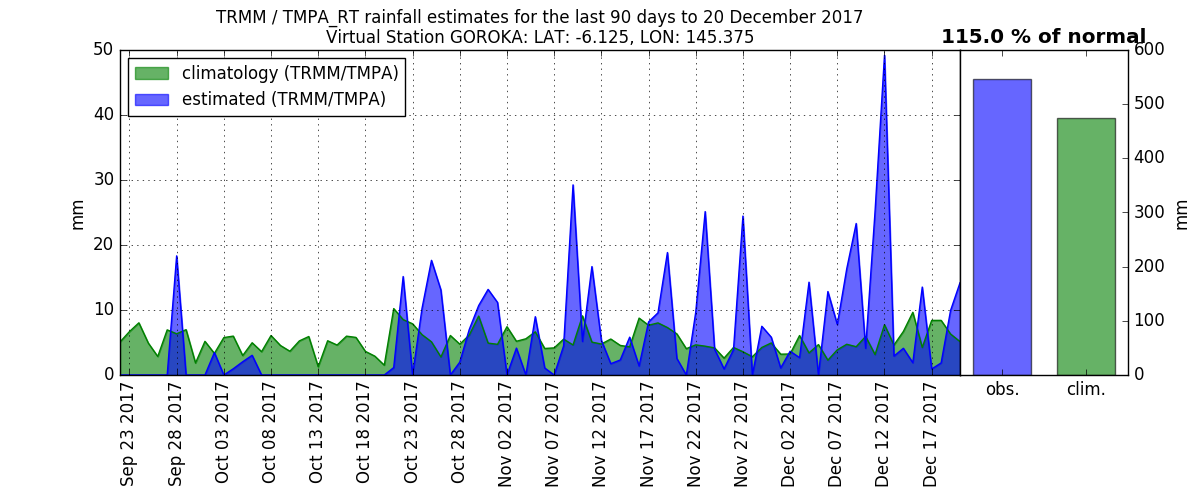 TRMM / TMPA_RT rainfall estimates for the last 90 days to 20 December 2017
Virtual Station GOROKA: LAT: -6.125, LON: 145.375
115.0 % of normal
climatology (TRMM/TMPA)
estimated (TRMM/TMPA)
50
40
30
20
10
0
mm
600
500
400
300
200
100
0
mm
Sep 23 2017
Sep 28 2017
Oct 03 2017
Oct 08 2017
Oct 13 2017
Oct 18 2017
Oct 23 2017
Oct 28 2017
Nov 02 2017
Nov 07 2017
Nov 12 2017
Nov 17 2017
Nov 22 2017
Nov 27 2017
Dec 02 2017
Dec 07 2017
Dec 12 2017
Dec 17 2017
obs.
clim.